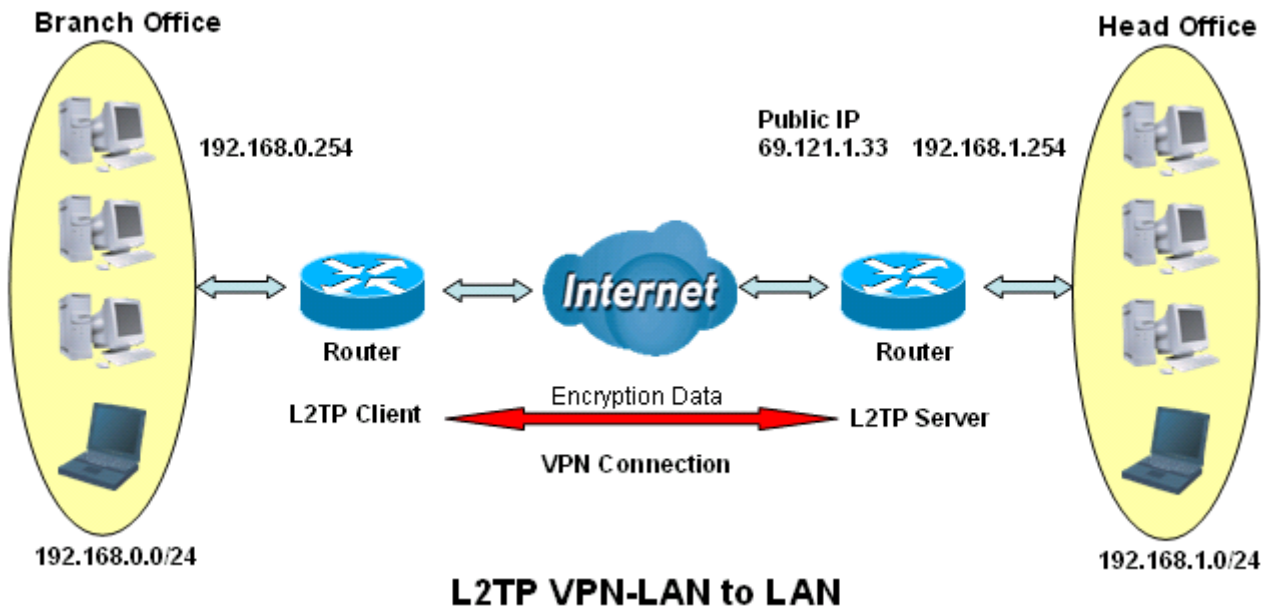 Branch Office
Head Office
Public IP
192.168.0.254
69.121.1.33 192.168.1.254
Internet
Router
Router
Encryption Data
L2TP Client
L2TP Server
VPN Connection
192.168.0.0/24
192.168.1.0/24
L2TP VPN-LAN to LAN